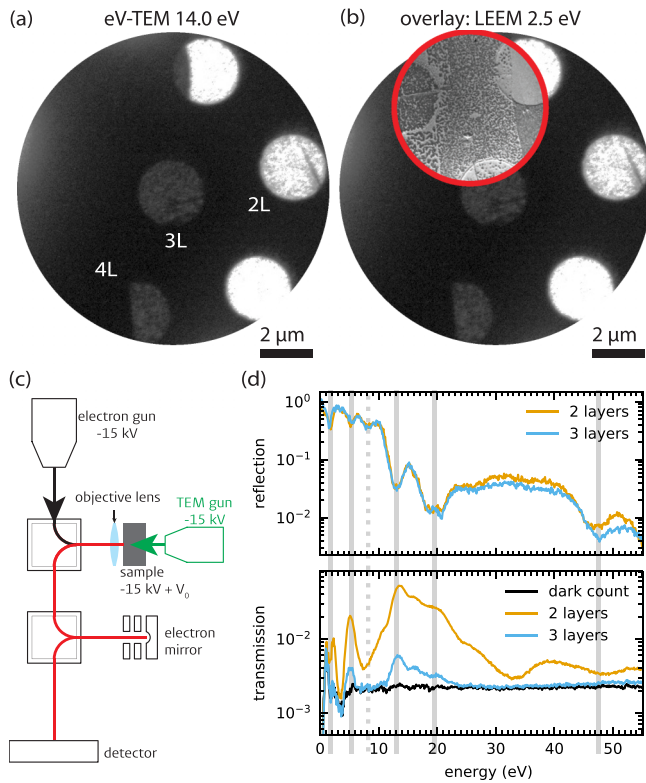 (a)
eV-TEM 14.0 eV
(b)
overlay: LEEM 2.5 eV
2L
3L
4L
2 μm
2 μm
(c)
electron gun
-15 kV
objective lens
TEM gun
-15 kV
sample
-15 kV + V₀
electron
mirror
detector
(d)
reflection
10⁰
10⁻¹
10⁻²
2 layers
3 layers
transmission
10⁻²
10⁻³
dark count
2 layers
3 layers
0 10 20 30 40 50
energy (eV)